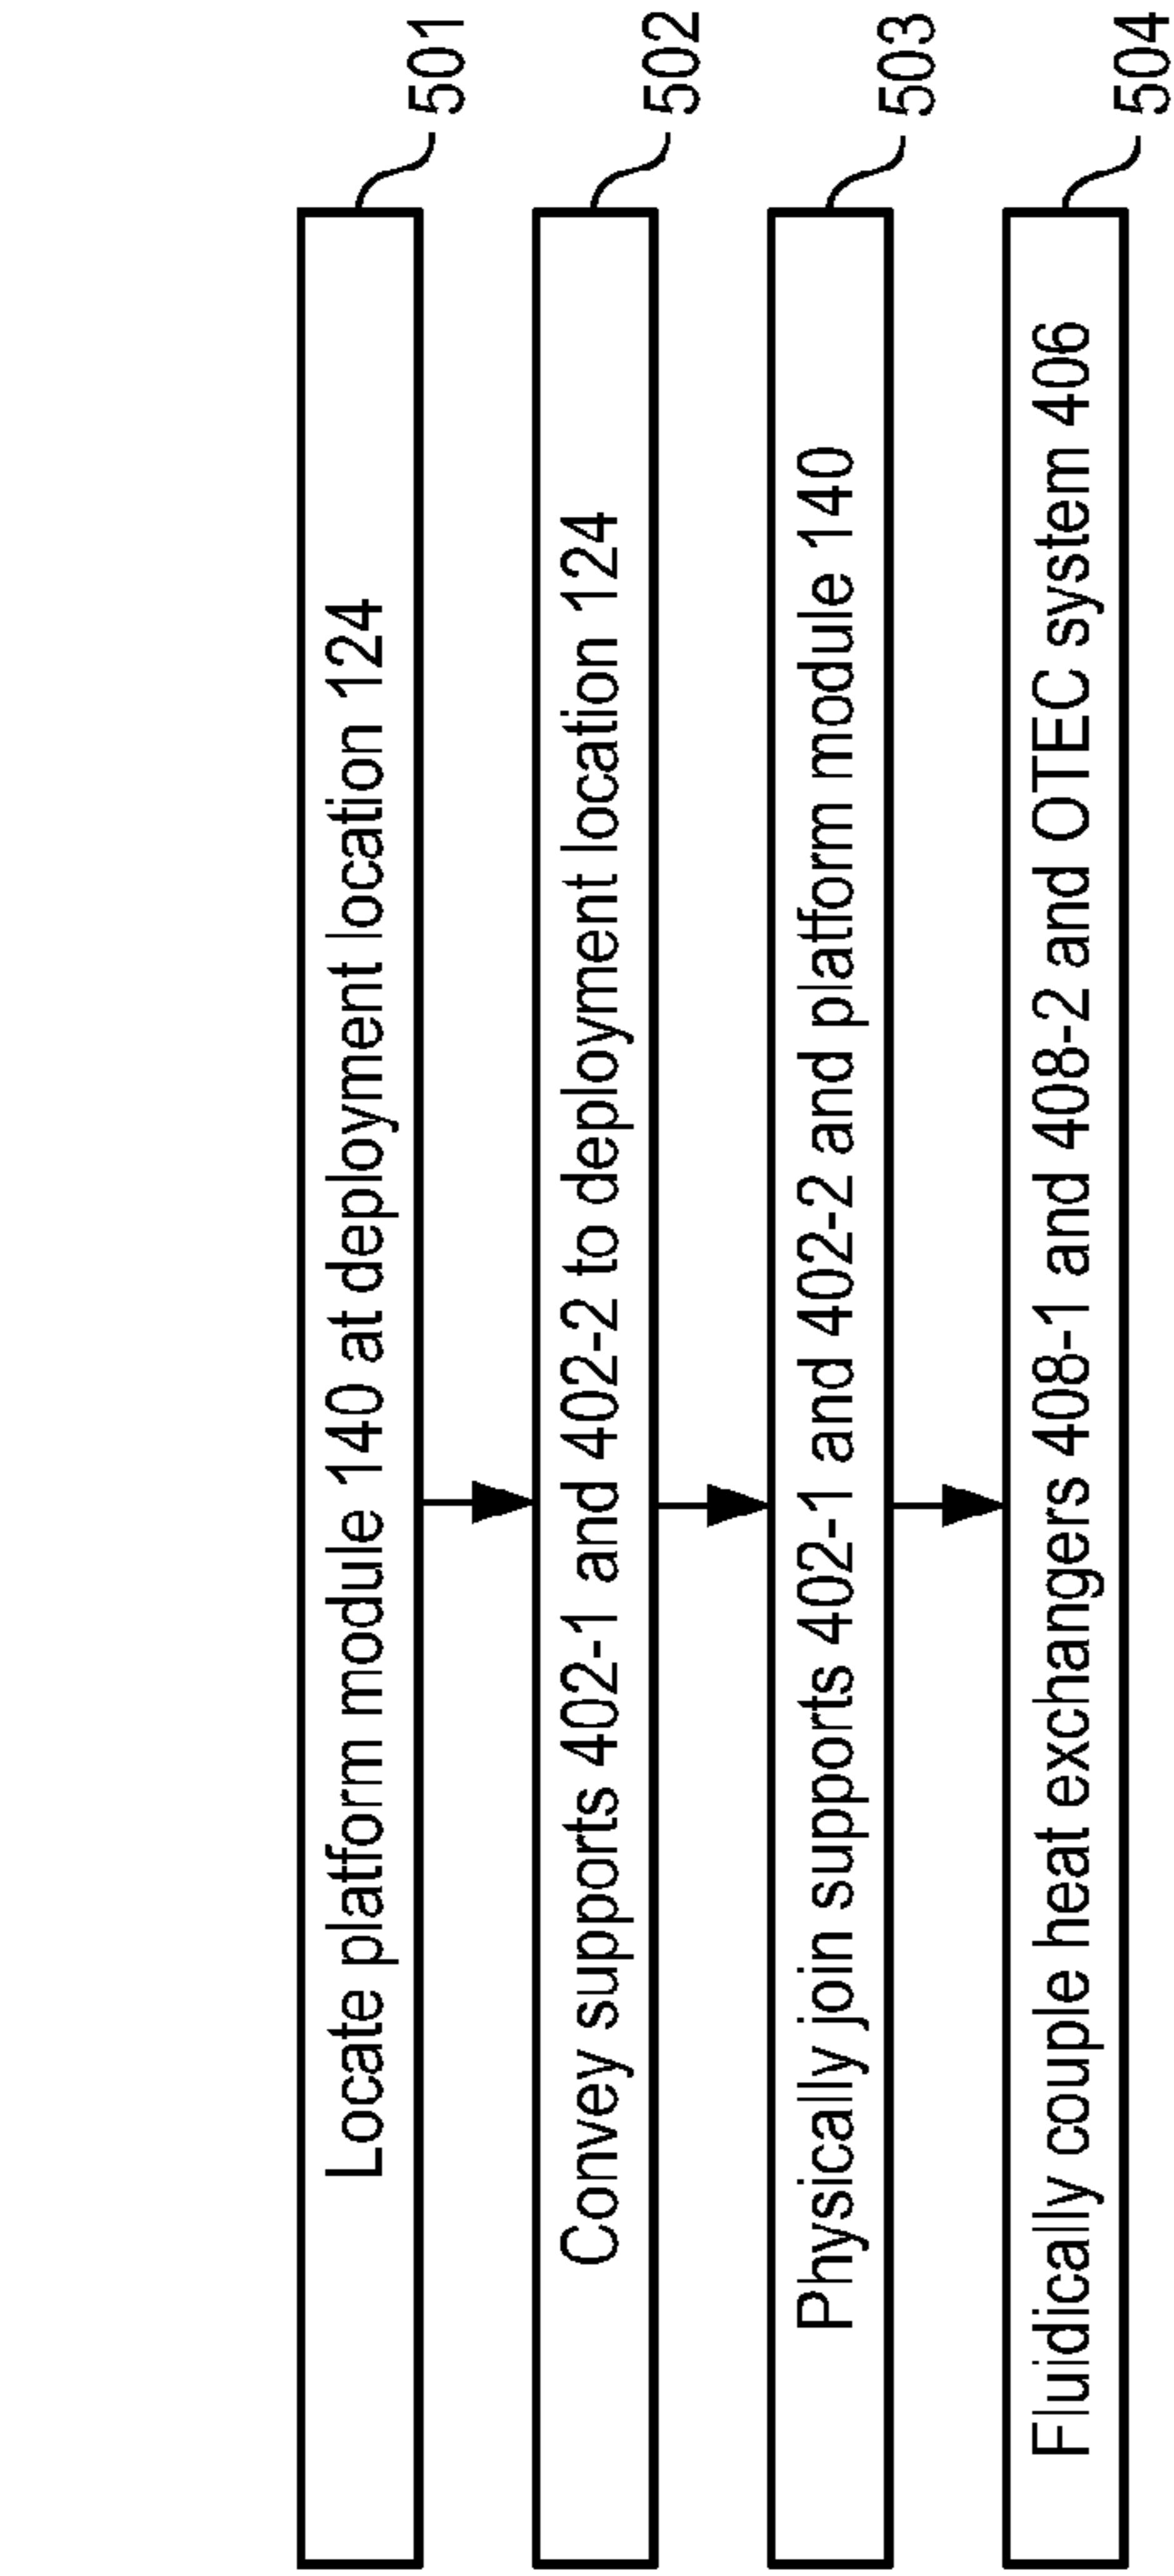 Locate platform module 140 at deployment location 124
501
Convey supports 402-1 and 402-2 to deployment location 124
502
Physically join supports 402-1 and 402-2 and platform module 140
503
Fluidically couple heat exchangers 408-1 and 408-2 and OTEC system 406
504